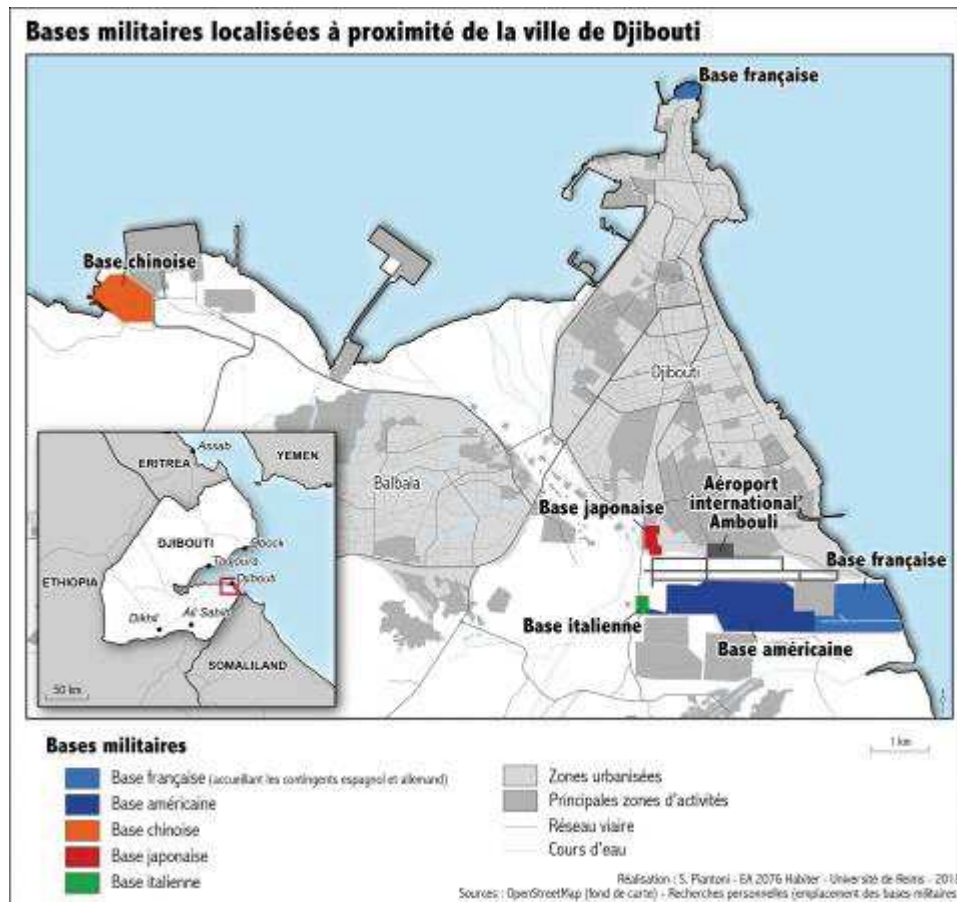 Bases militaires localisées à proximité de la ville de Djibouti
Base française
Base chinoise
Djibouti
Balbala
Aéroport
international
Ambouli
Base japonaise
Base française
Base italienne
Base américaine
Assab
YEMEN
ERITREA
DJIBOUTI
Obock
Tadjoura
Djibouti
ETHIOPIA
Ali Sabih
Dikhil
SOMALILAND
50 km
1 km
Bases militaires
Base française (accueillant les contingents espagnol et allemand)
Base américaine
Base chinoise
Base japonaise
Base italienne
Zones urbanisées
Principales zones d'activités
Réseau viaire
Cours d'eau
Réalisation : S. Piantoni - EA 2076 Habiter - Université de Reims -
Sources : OpenStreetMap (fond de carte) - Recherches personnelles (emplacement des bases militaires